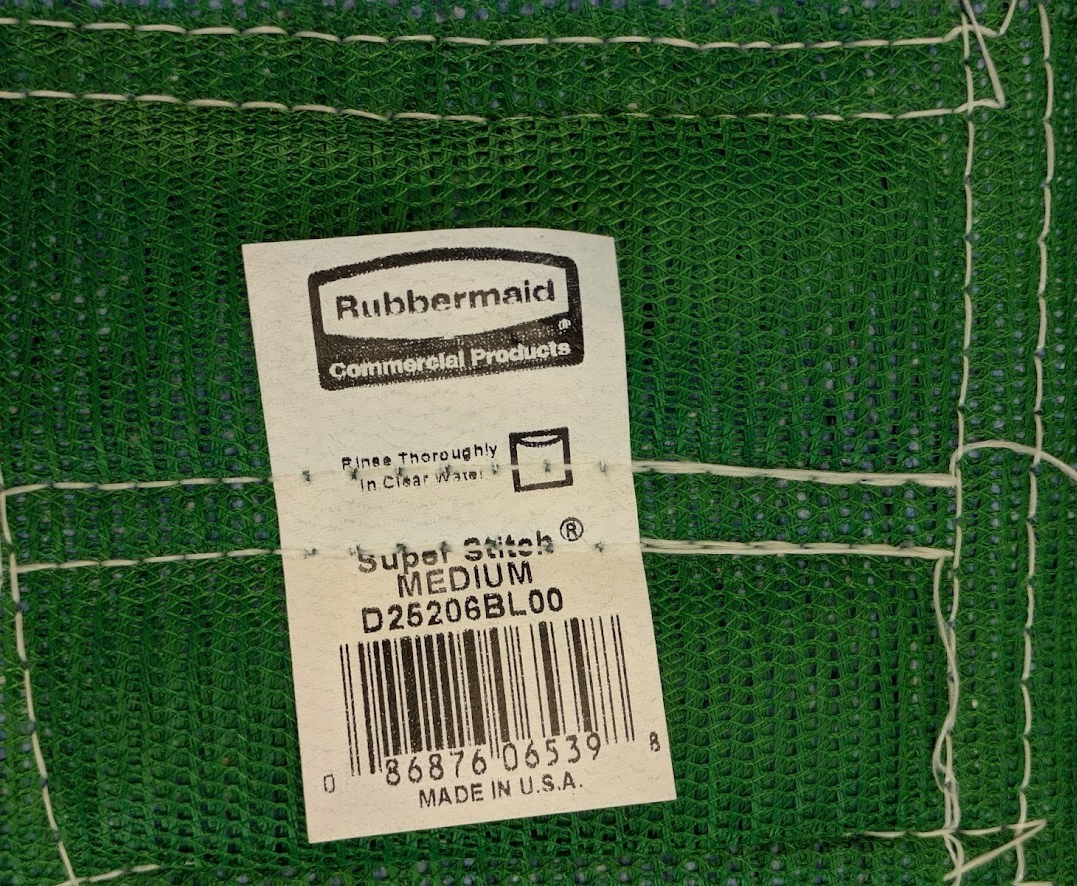 Rubbermaid
®
Commercial Products
Rinse Thoroughly
in Clear Water
Super Stitch®
MEDIUM
D25206BL00
0 86876 06539 8
MADE IN U.S.A.